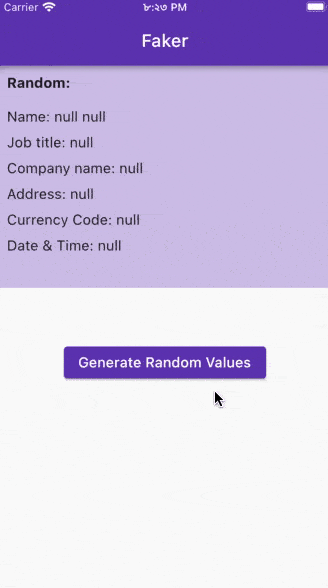 Carrier ৮:২৩ PM
Faker
Random:
Name: null null
Job title: null
Company name: null
Address: null
Currency Code: null
Date & Time: null
Generate Random Values